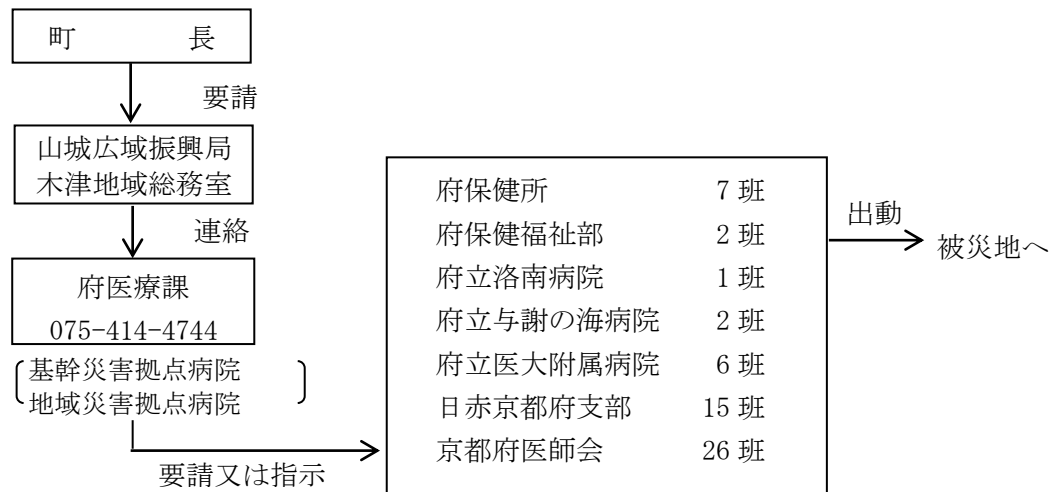 町　　　　長
要請
山城広域振興局
木津地域総務室
連絡
府医療課
075-414-4744
基幹災害拠点病院
地域災害拠点病院
要請又は指示
府保健所　7 班
府保健福祉部　2 班
府立洛南病院　1 班
府立与謝の海病院　2 班
府立医大附属病院　6 班
日赤京都府支部　15 班
京都府医師会　26 班
出動
被災地へ